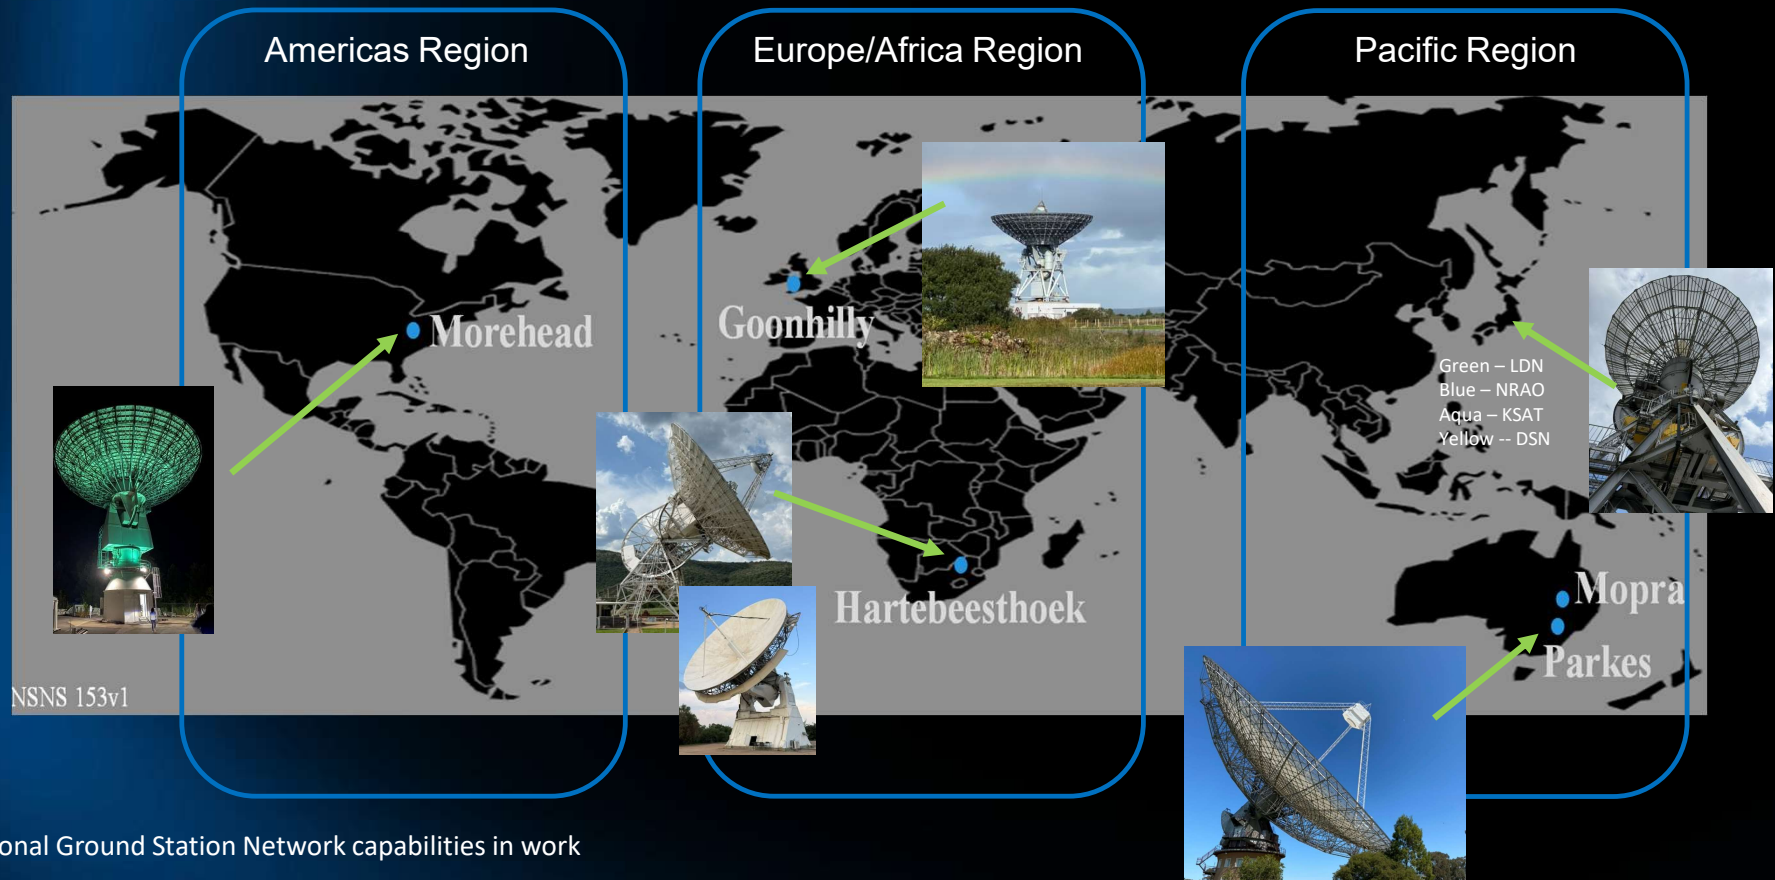 Americas Region
Europe/Africa Region
Pacific Region
Morehead
Goonhilly
Green – LDN
Blue – NRAO
Aqua – KSAT
Yellow -- DSN
Hartebeesthoek
Mopra
Parkes
NSNS 153v1
onal Ground Station Network capabilities in work